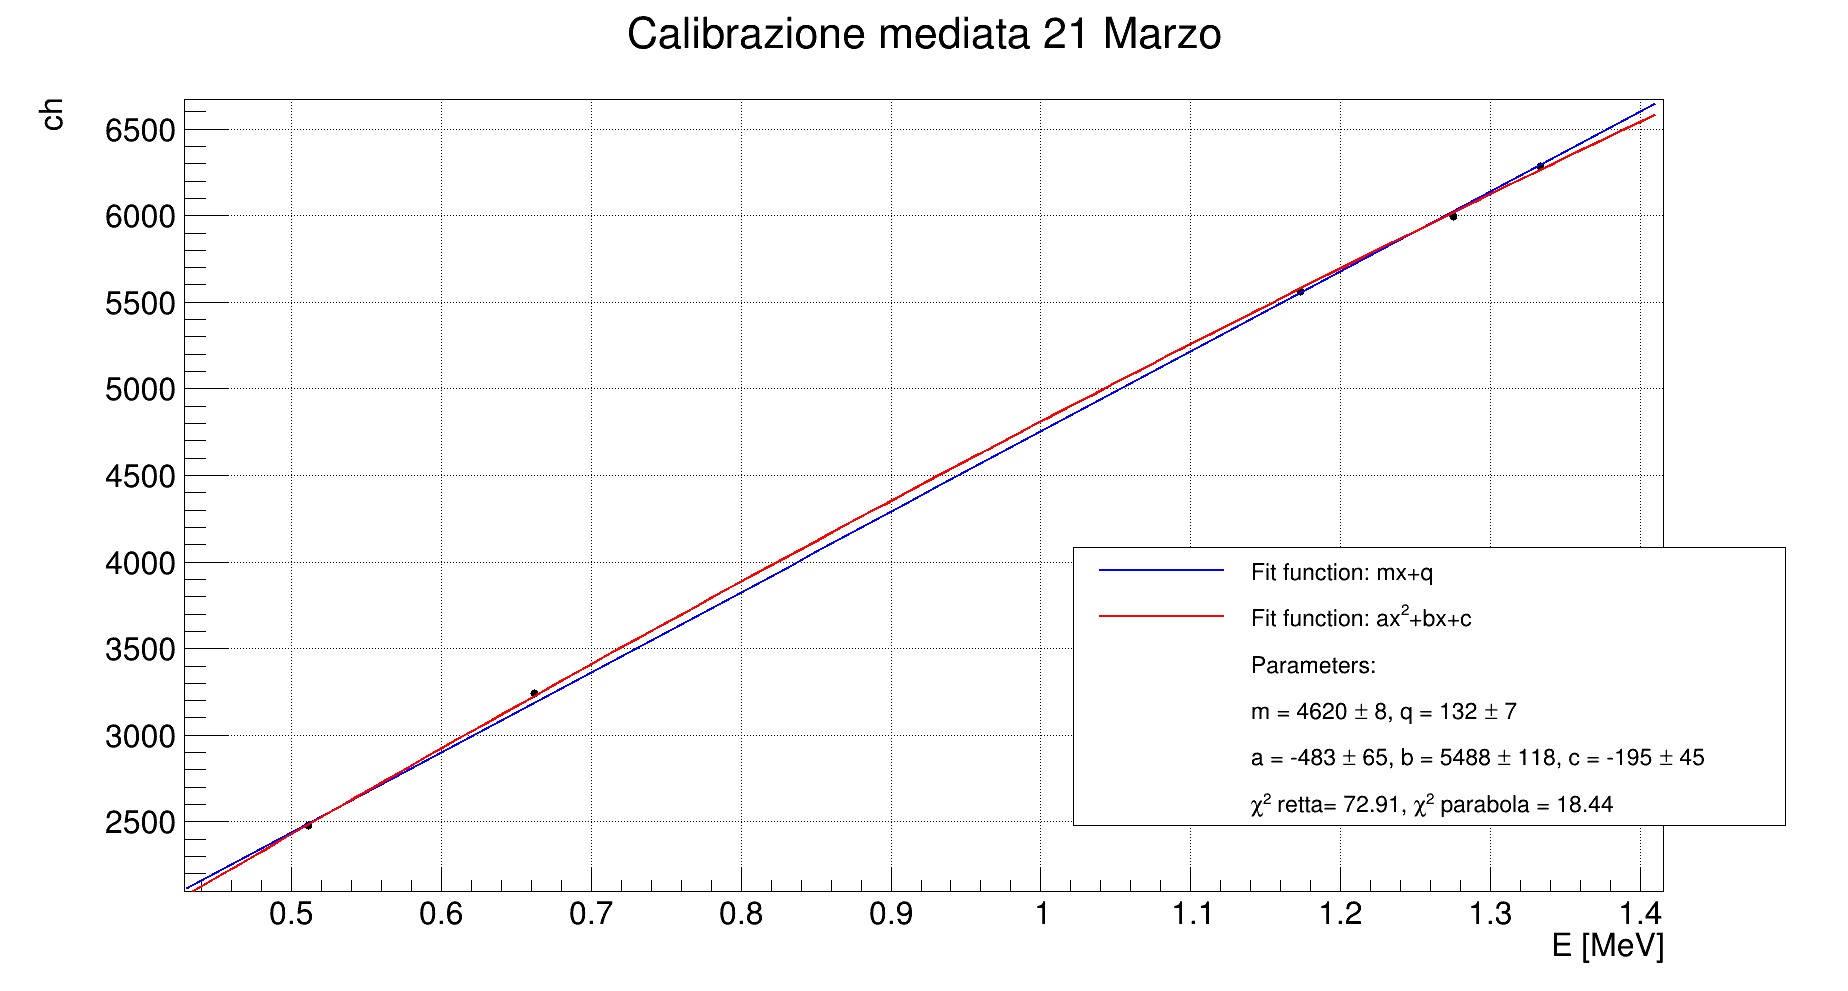 Calibrazione mediata 21 Marzo
ch
6500
6000
5500
5000
4500
4000
3500
3000
2500
Fit function: mx+q
Fit function: ax²+bx+c
Parameters:
m = 4620 ± 8, q = 132 ± 7
a = -483 ± 65, b = 5488 ± 118, c = -195 ± 45
χ² retta= 72.91, χ² parabola = 18.44
0.5 0.6 0.7 0.8 0.9 1 1.1 1.2 1.3 1.4
E [MeV]